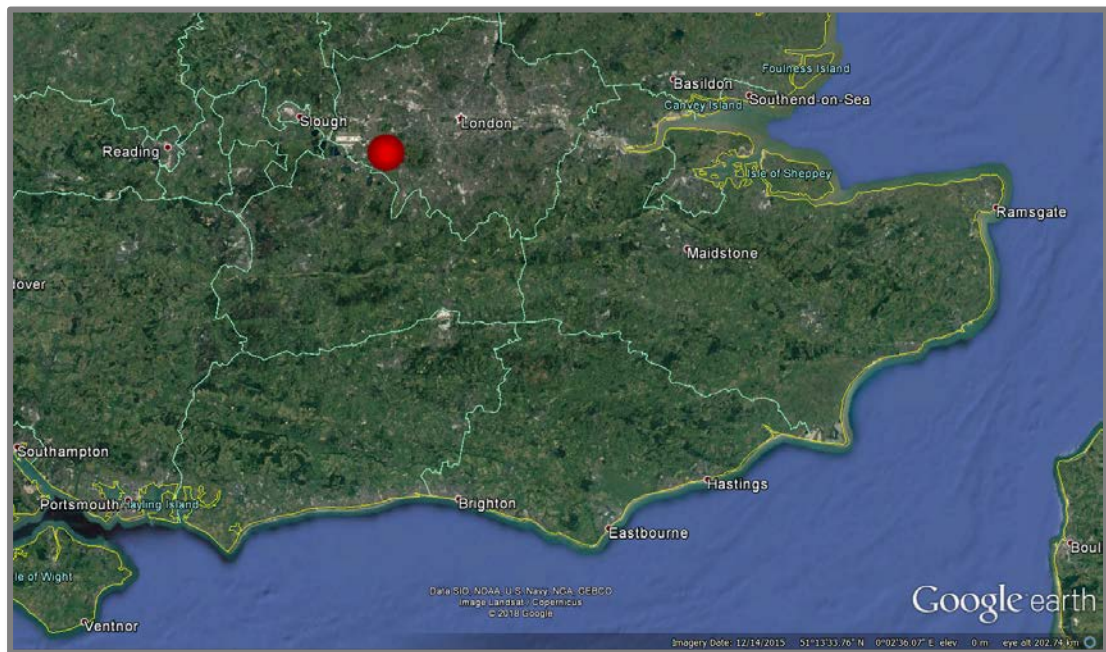 Foulness Island
Basildon
Southend-on-Sea
Canvey Island
Slough
London
Reading
Isle of Sheppey
Ramsgate
Maidstone
dover
Southampton
Portsmouth
Hayling Island
Brighton
Hastings
Eastbourne
Boul
le of Wight
Ventnor
Data SIO, NOAA, U.S. Navy, NGA, GEBCO
Image Landsat / Copernicus
© 2018 Google
Google earth
Imagery Date: 12/14/2015 51°13'33.76" N 0°02'36.07" E elev 0 m eye alt 202.74 km